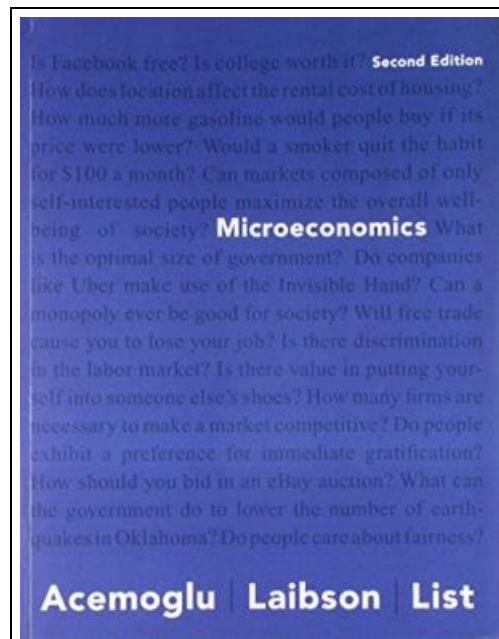 Is Facebook free? Is college worth it? Second Edition
How does location affect the rental cost of housing?
How much more gasoline would people buy if its
price were lower? Would a smoker quit the habit
for $100 a month? Can markets composed of only
self-interested people maximize the overall well-
being of society? Microeconomics What
is the optimal size of government? Do companies
like Uber make use of the Invisible Hand? Can a
monopoly ever be good for society? Will free trade
cause you to lose your job? Is there discrimination
in the labor market? Is there value in putting your-
self into someone else's shoes? How many firms are
necessary to make a market competitive? Do people
exhibit a preference for immediate gratification?
How should you bid in an eBay auction? What can
the government do to lower the number of earth-
quakes in Oklahoma? Do people care about fairness?
Acemoglu | Laibson | List